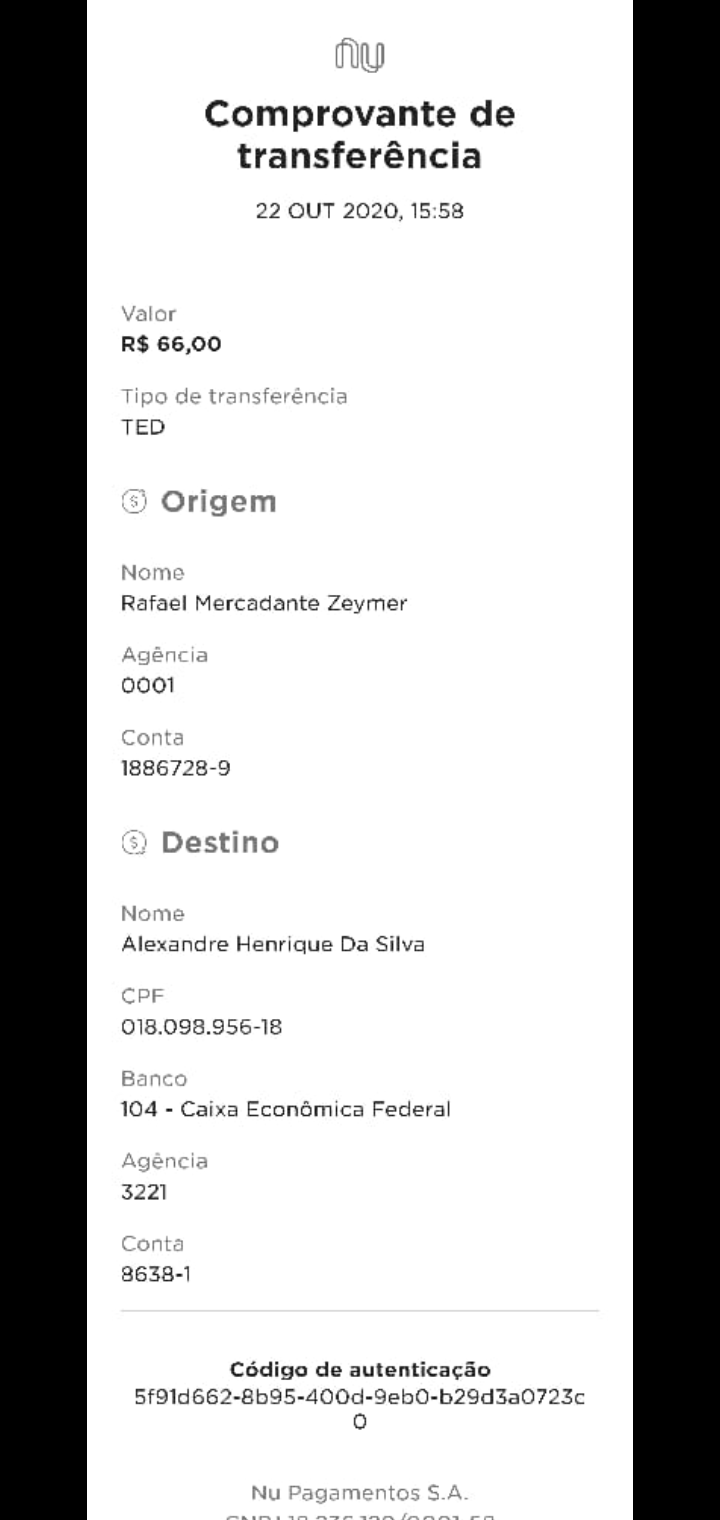 nu
Comprovante de
transferência
22 OUT 2020, 15:58
Valor
R$ 66,00
Tipo de transferência
TED
Origem
Nome
Rafael Mercadante Zeymer
Agência
0001
Conta
1886728-9
Destino
Nome
Alexandre Henrique Da Silva
CPF
018.098.956-18
Banco
104 - Caixa Econômica Federal
Agência
3221
Conta
8638-1
Código de autenticação
5f91d662-8b95-400d-9eb0-b29d3a0723c
0
Nu Pagamentos S.A.